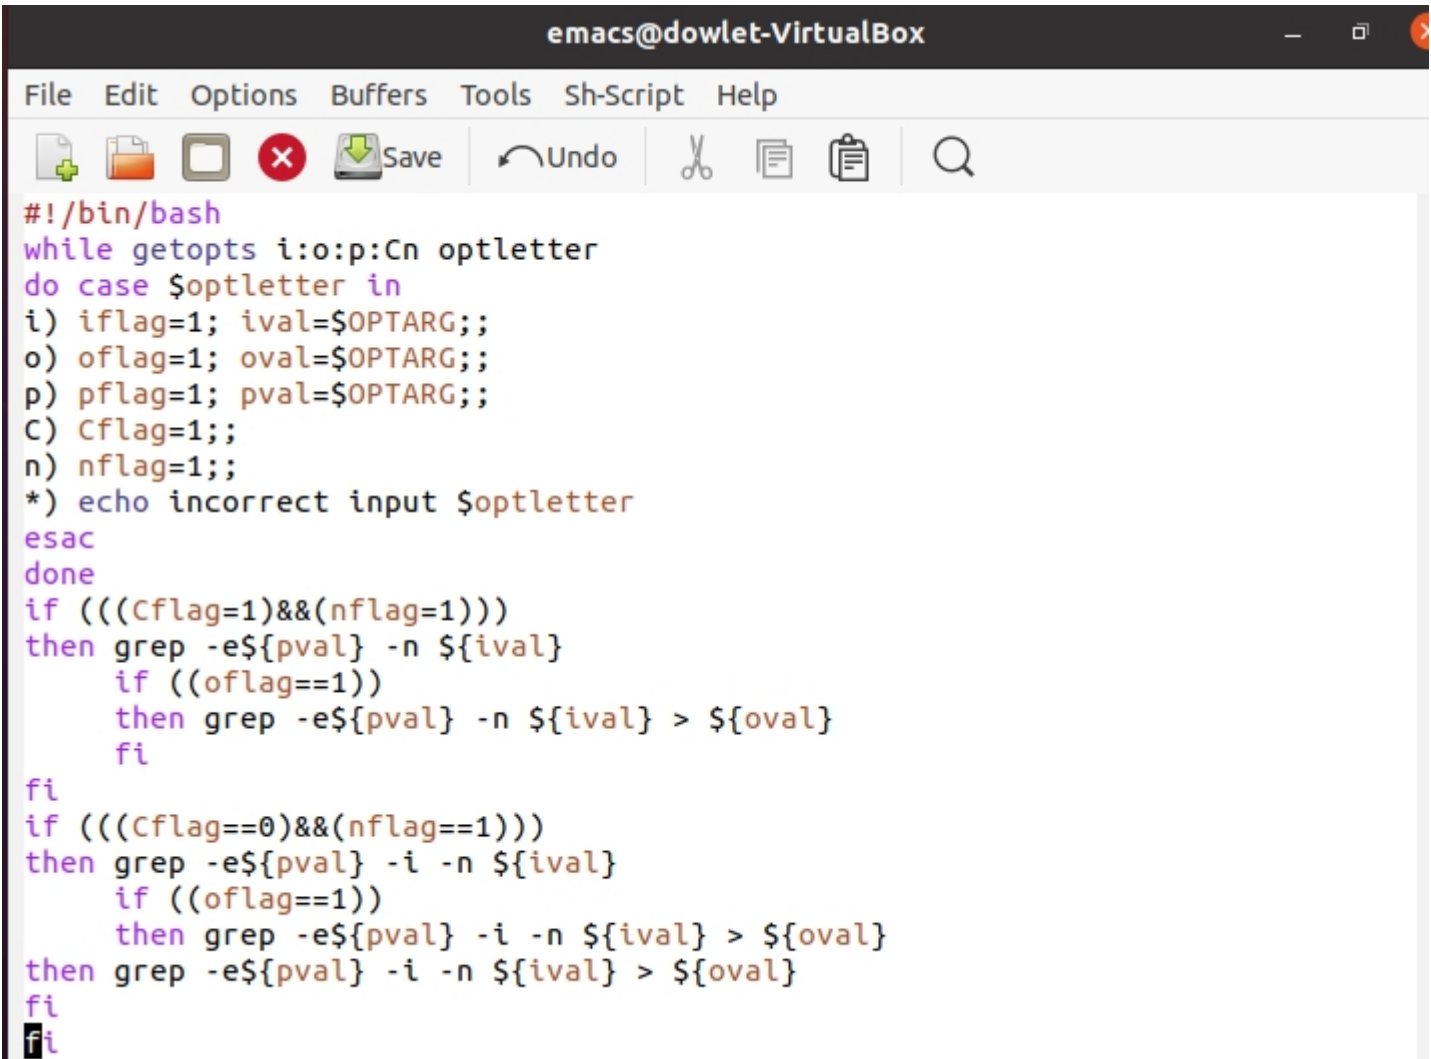 emacs@dowlet-VirtualBox
File Edit Options Buffers Tools Sh-Script Help
Save Undo
#!/bin/bash
while getopts i:o:p:Cn optletter
do case $optletter in
i) iflag=1; ival=$OPTARG;;
o) oflag=1; oval=$OPTARG;;
p) pflag=1; pval=$OPTARG;;
C) Cflag=1;;
n) nflag=1;;
*) echo incorrect input $optletter
esac
done
if (((Cflag=1)&&(nflag=1)))
then grep -e${pval} -n ${ival}
     if ((oflag==1))
     then grep -e${pval} -n ${ival} > ${oval}
     fi
fi
if (((Cflag==0)&&(nflag==1)))
then grep -e${pval} -i -n ${ival}
     if ((oflag==1))
     then grep -e${pval} -i -n ${ival} > ${oval}
then grep -e${pval} -i -n ${ival} > ${oval}
fi
fi